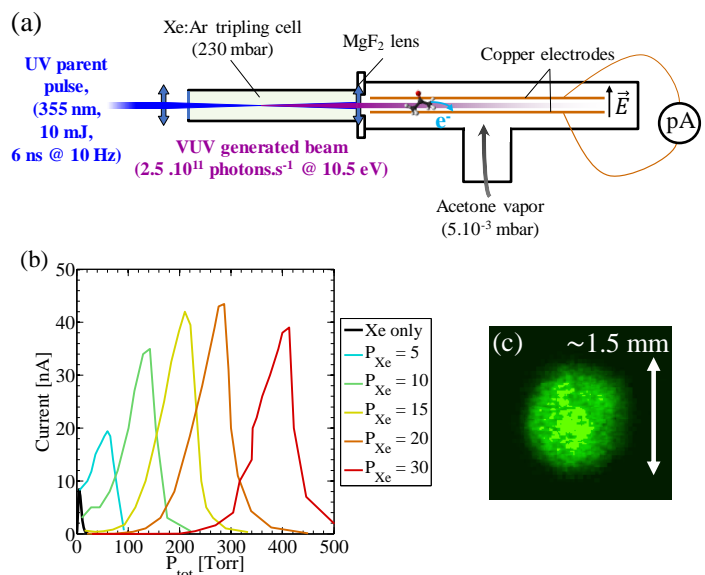 (a)
Xe:Ar tripling cell
(230 mbar)
MgF2 lens
Copper electrodes
UV parent
pulse,
(355 nm,
10 mJ,
6 ns @ 10 Hz)
E
pA
e-
VUV generated beam
(2.5 .10¹¹ photons.s⁻¹ @ 10.5 eV)
Acetone vapor
(5.10⁻³ mbar)
(b)
50
40
30
20
10
0
Current [nA]
0
100
200
300
400
500
P_tot [Torr]
Xe only
P_Xe = 5
P_Xe = 10
P_Xe = 15
P_Xe = 20
P_Xe = 30
(c)
~1.5 mm